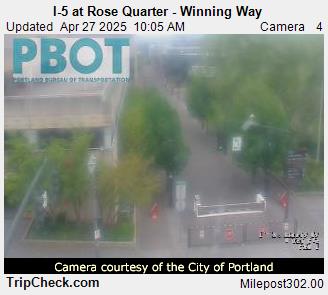 I-5 at Rose Quarter - Winning Way
Updated Apr 27 2025 10:05 AM Camera 4
PBOT
PORTLAND BUREAU OF TRANSPORTATION
Camera courtesy of the City of Portland
TripCheck.com Milepost302.00